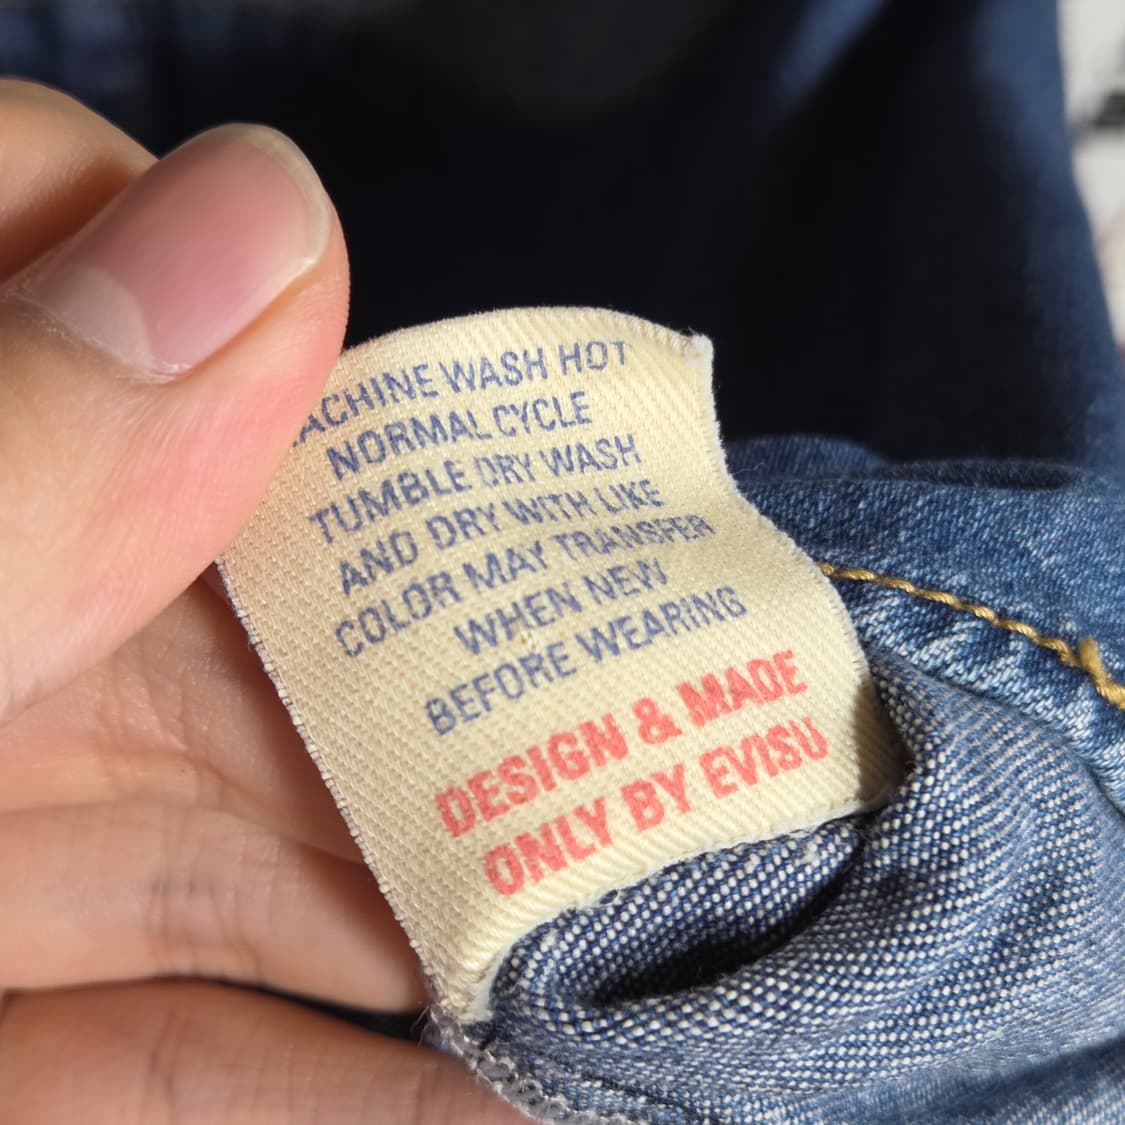 MACHINE WASH HOT
NORMAL CYCLE
TUMBLE DRY WASH
AND DRY WITH LIKE
COLOR MAY TRANSFER
WHEN NEW
BEFORE WEARING
DESIGN & MADE
ONLY BY EVISU